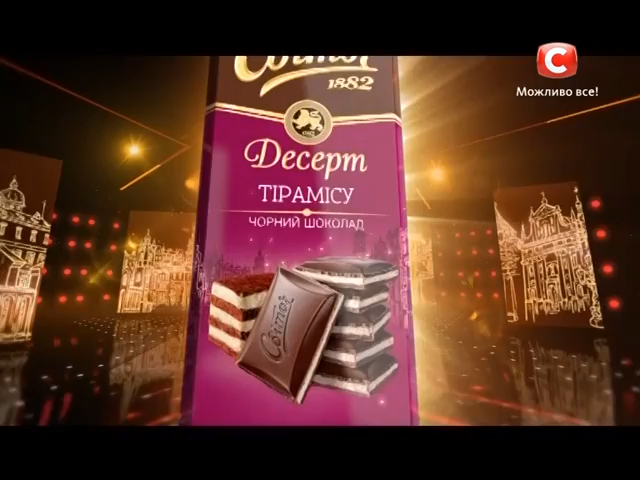 С
Можливо все!
Світоч
1882
Десерт
ТІРАМІСУ
ЧОРНИЙ ШОКОЛАД
Світоч